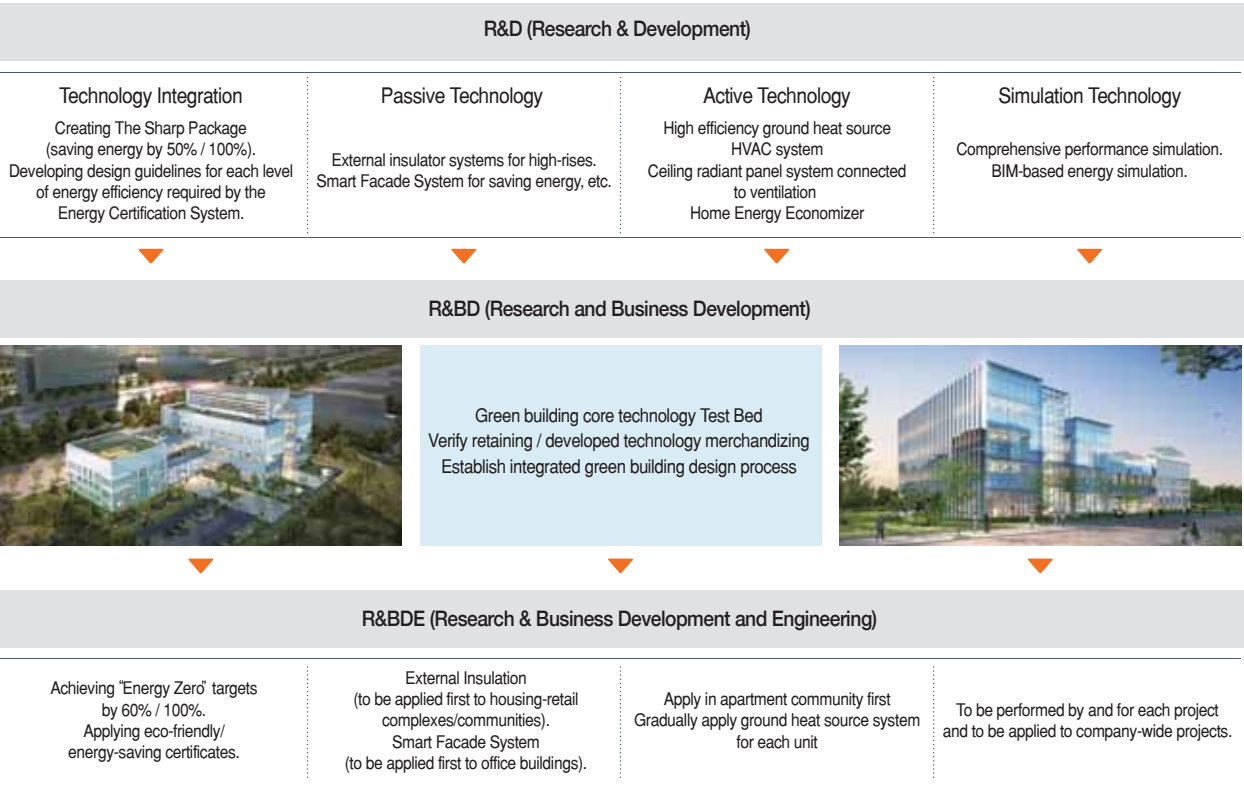 R&D (Research & Development)
Technology Integration
Creating The Sharp Package
(saving energy by 50% / 100%).
Developing design guidelines for each level
of energy efficiency required by the
Energy Certification System.
Passive Technology
External insulator systems for high-rises.
Smart Facade System for saving energy, etc.
Active Technology
High efficiency ground heat source
HVAC system
Ceiling radiant panel system connected
to ventilation
Home Energy Economizer
Simulation Technology
Comprehensive performance simulation.
BIM-based energy simulation.
R&BD (Research and Business Development)
Green building core technology Test Bed
Verify retaining / developed technology merchandizing
Establish integrated green building design process
R&BDE (Research & Business Development and Engineering)
Achieving “Energy Zero” targets
by 60% / 100%.
Applying eco-friendly/
energy-saving certificates.
External Insulation
(to be applied first to housing-retail
complexes/communities).
Smart Facade System
(to be applied first to office buildings).
Apply in apartment community first
Gradually apply ground heat source system
for each unit
To be performed by and for each project
and to be applied to company-wide projects.